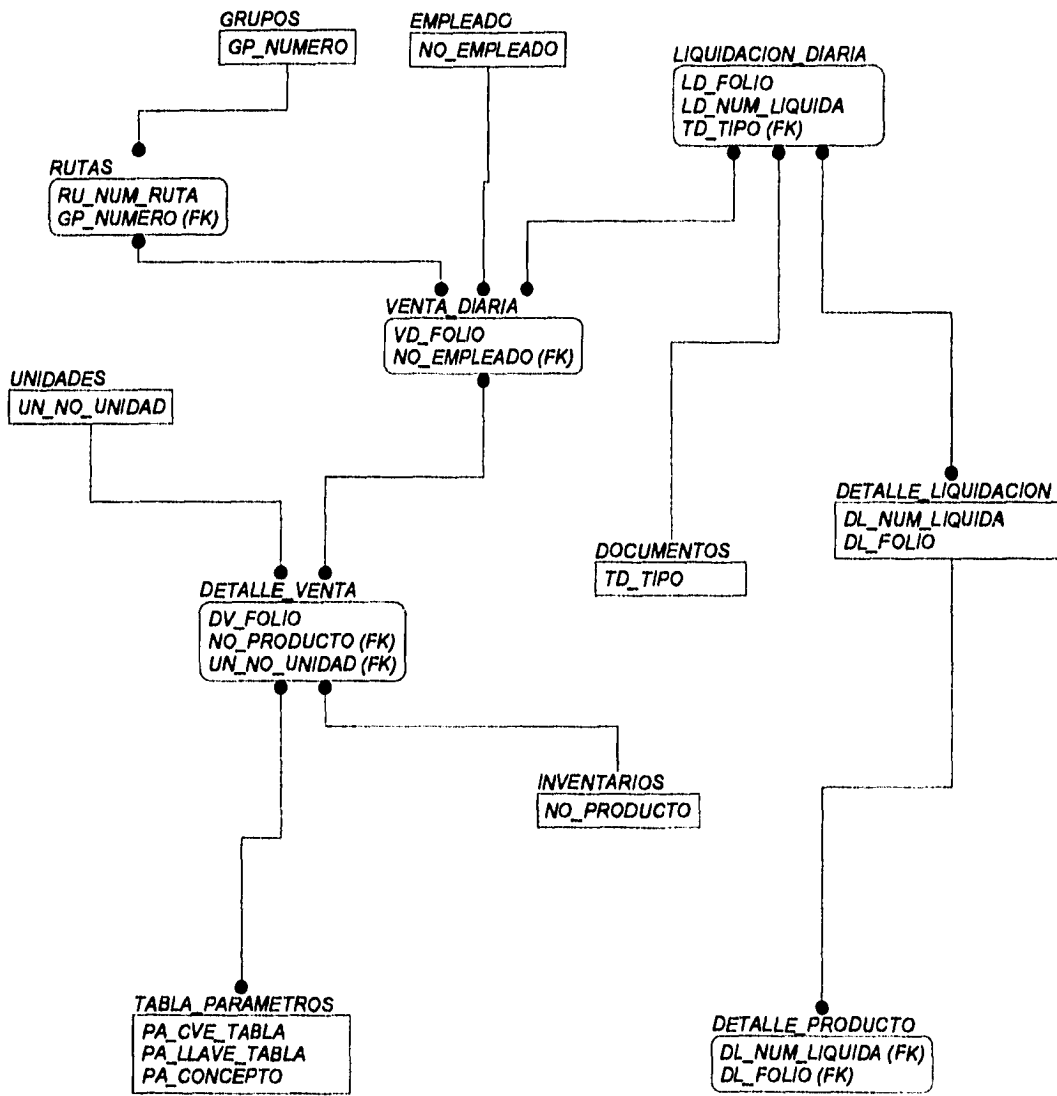 GRUPOS
GP_NUMERO
EMPLEADO
NO_EMPLEADO
LIQUIDACION_DIARIA
LD_FOLIO
LD_NUM_LIQUIDA
TD_TIPO (FK)
RUTAS
RU_NUM_RUTA
GP_NUMERO (FK)
VENTA_DIARIA
VD_FOLIO
NO_EMPLEADO (FK)
UNIDADES
UN_NO_UNIDAD
DETALLE_LIQUIDACION
DL_NUM_LIQUIDA
DL_FOLIO
DOCUMENTOS
TD_TIPO
DETALLE_VENTA
DV_FOLIO
NO_PRODUCTO (FK)
UN_NO_UNIDAD (FK)
INVENTARIOS
NO_PRODUCTO
TABLA_PARAMETROS
PA_CVE_TABLA
PA_LLAVE_TABLA
PA_CONCEPTO
DETALLE_PRODUCTO
DL_NUM_LIQUIDA (FK)
DL_FOLIO (FK)